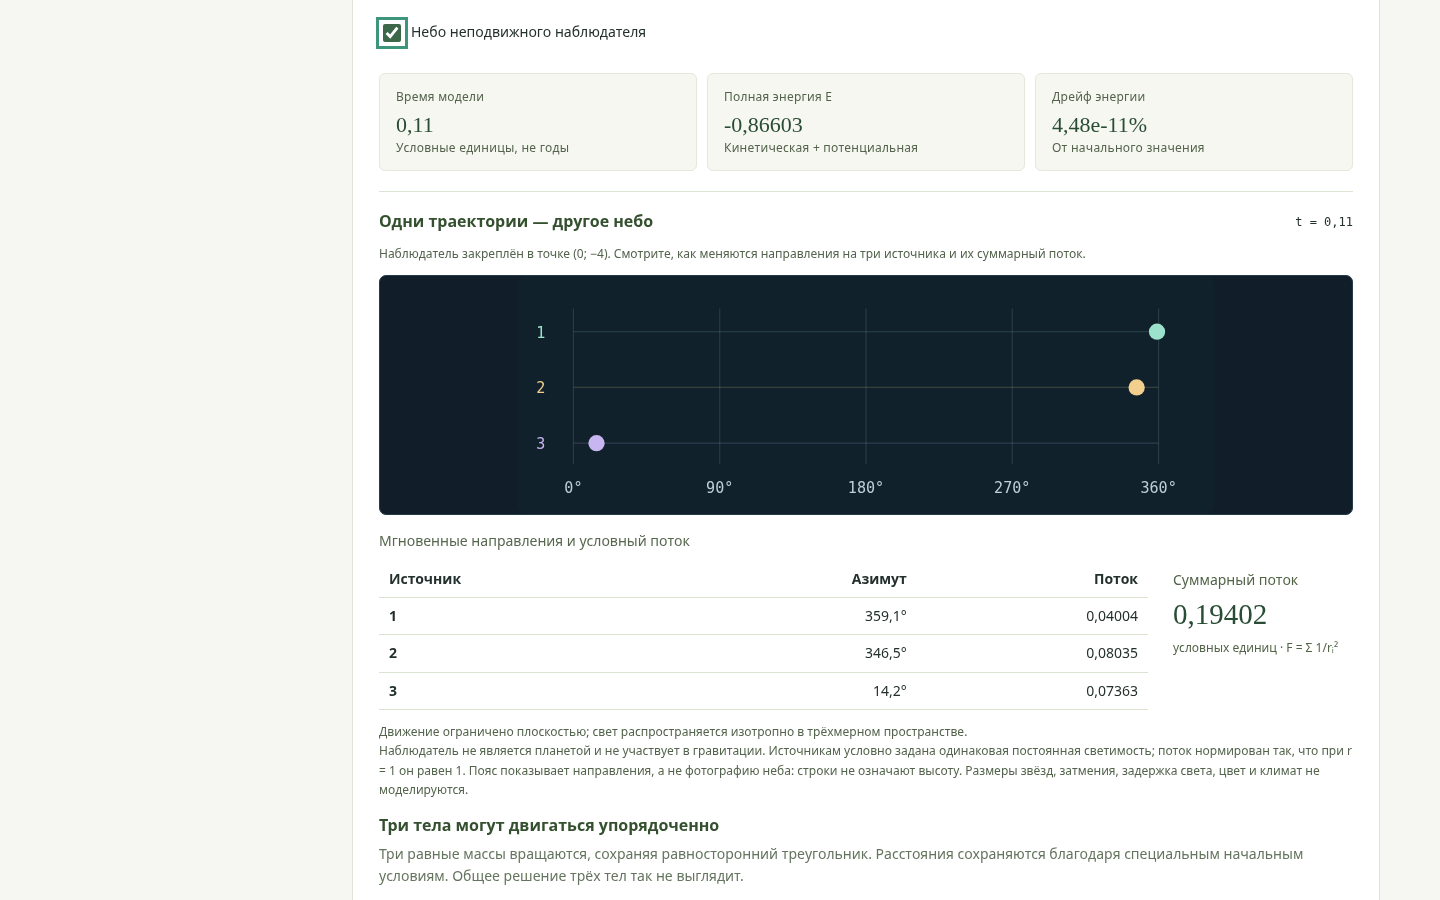 Небо неподвижного наблюдателя
Время модели
0,11
Условные единицы, не годы
Полная энергия E
-0,86603
Кинетическая + потенциальная
Дрейф энергии
4,48e-11%
От начального значения
Одни траектории — другое небо
t = 0,11
Наблюдатель закреплён в точке (0; −4). Смотрите, как меняются направления на три источника и их суммарный поток.
1
2
3
0° 90° 180° 270° 360°
Мгновенные направления и условный поток
Источник Азимут Поток
1 359,1° 0,04004
2 346,5° 0,08035
3 14,2° 0,07363
Суммарный поток
0,19402
условных единиц · F = Σ 1/rᵢ²
Движение ограничено плоскостью; свет распространяется изотропно в трёхмерном пространстве.
Наблюдатель не является планетой и не участвует в гравитации. Источникам условно задана одинаковая постоянная светимость; поток нормирован так, что при r
= 1 он равен 1. Пояс показывает направления, а не фотографию неба: строки не означают высоту. Размеры звёзд, затмения, задержка света, цвет и климат не
моделируются.
Три тела могут двигаться упорядоченно
Три равные массы вращаются, сохраняя равносторонний треугольник. Расстояния сохраняются благодаря специальным начальным
условиям. Общее решение трёх тел так не выглядит.